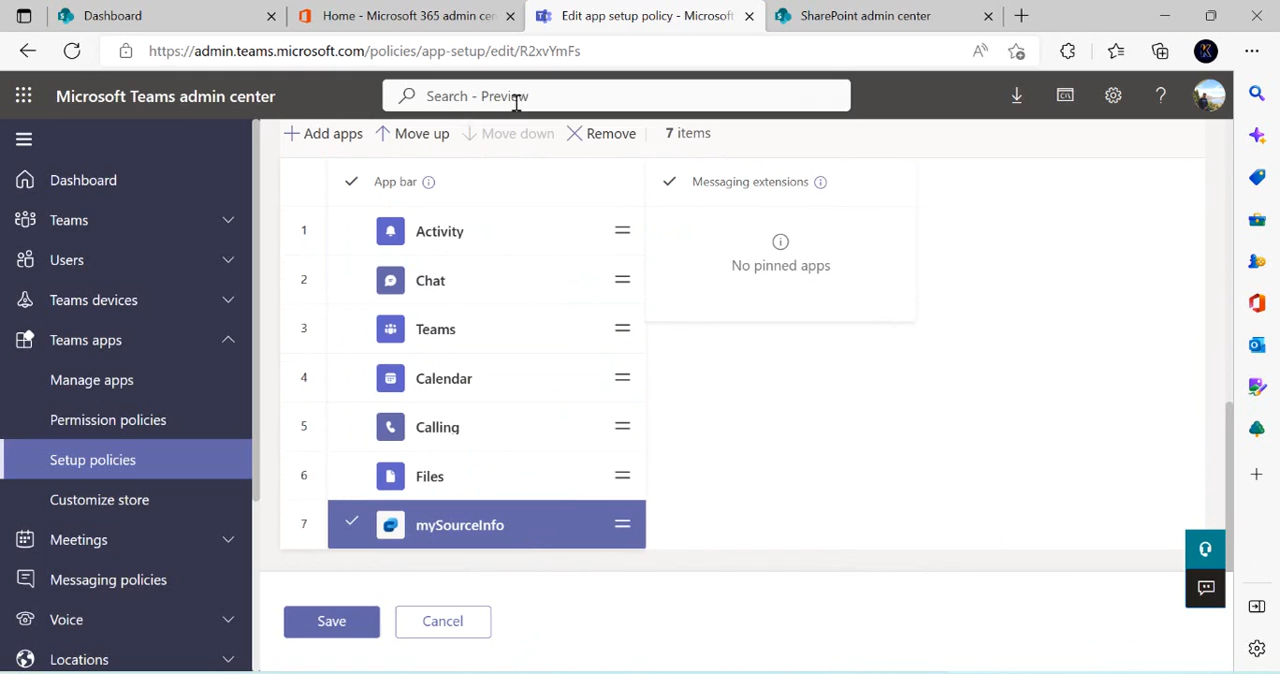 Dashboard
Home - Microsoft 365 admin cen
Edit app setup policy - Microsof
SharePoint admin center
https://admin.teams.microsoft.com/policies/app-setup/edit/R2xvYmFs
Microsoft Teams admin center
Search - Preview
Add apps
Move up
Move down
Remove
7 items
App bar
Messaging extensions
1 Activity
2 Chat
3 Teams
4 Calendar
5 Calling
6 Files
7 mySourceInfo
No pinned apps
Dashboard
Teams
Users
Teams devices
Teams apps
Manage apps
Permission policies
Setup policies
Customize store
Meetings
Messaging policies
Voice
Locations
Save
Cancel